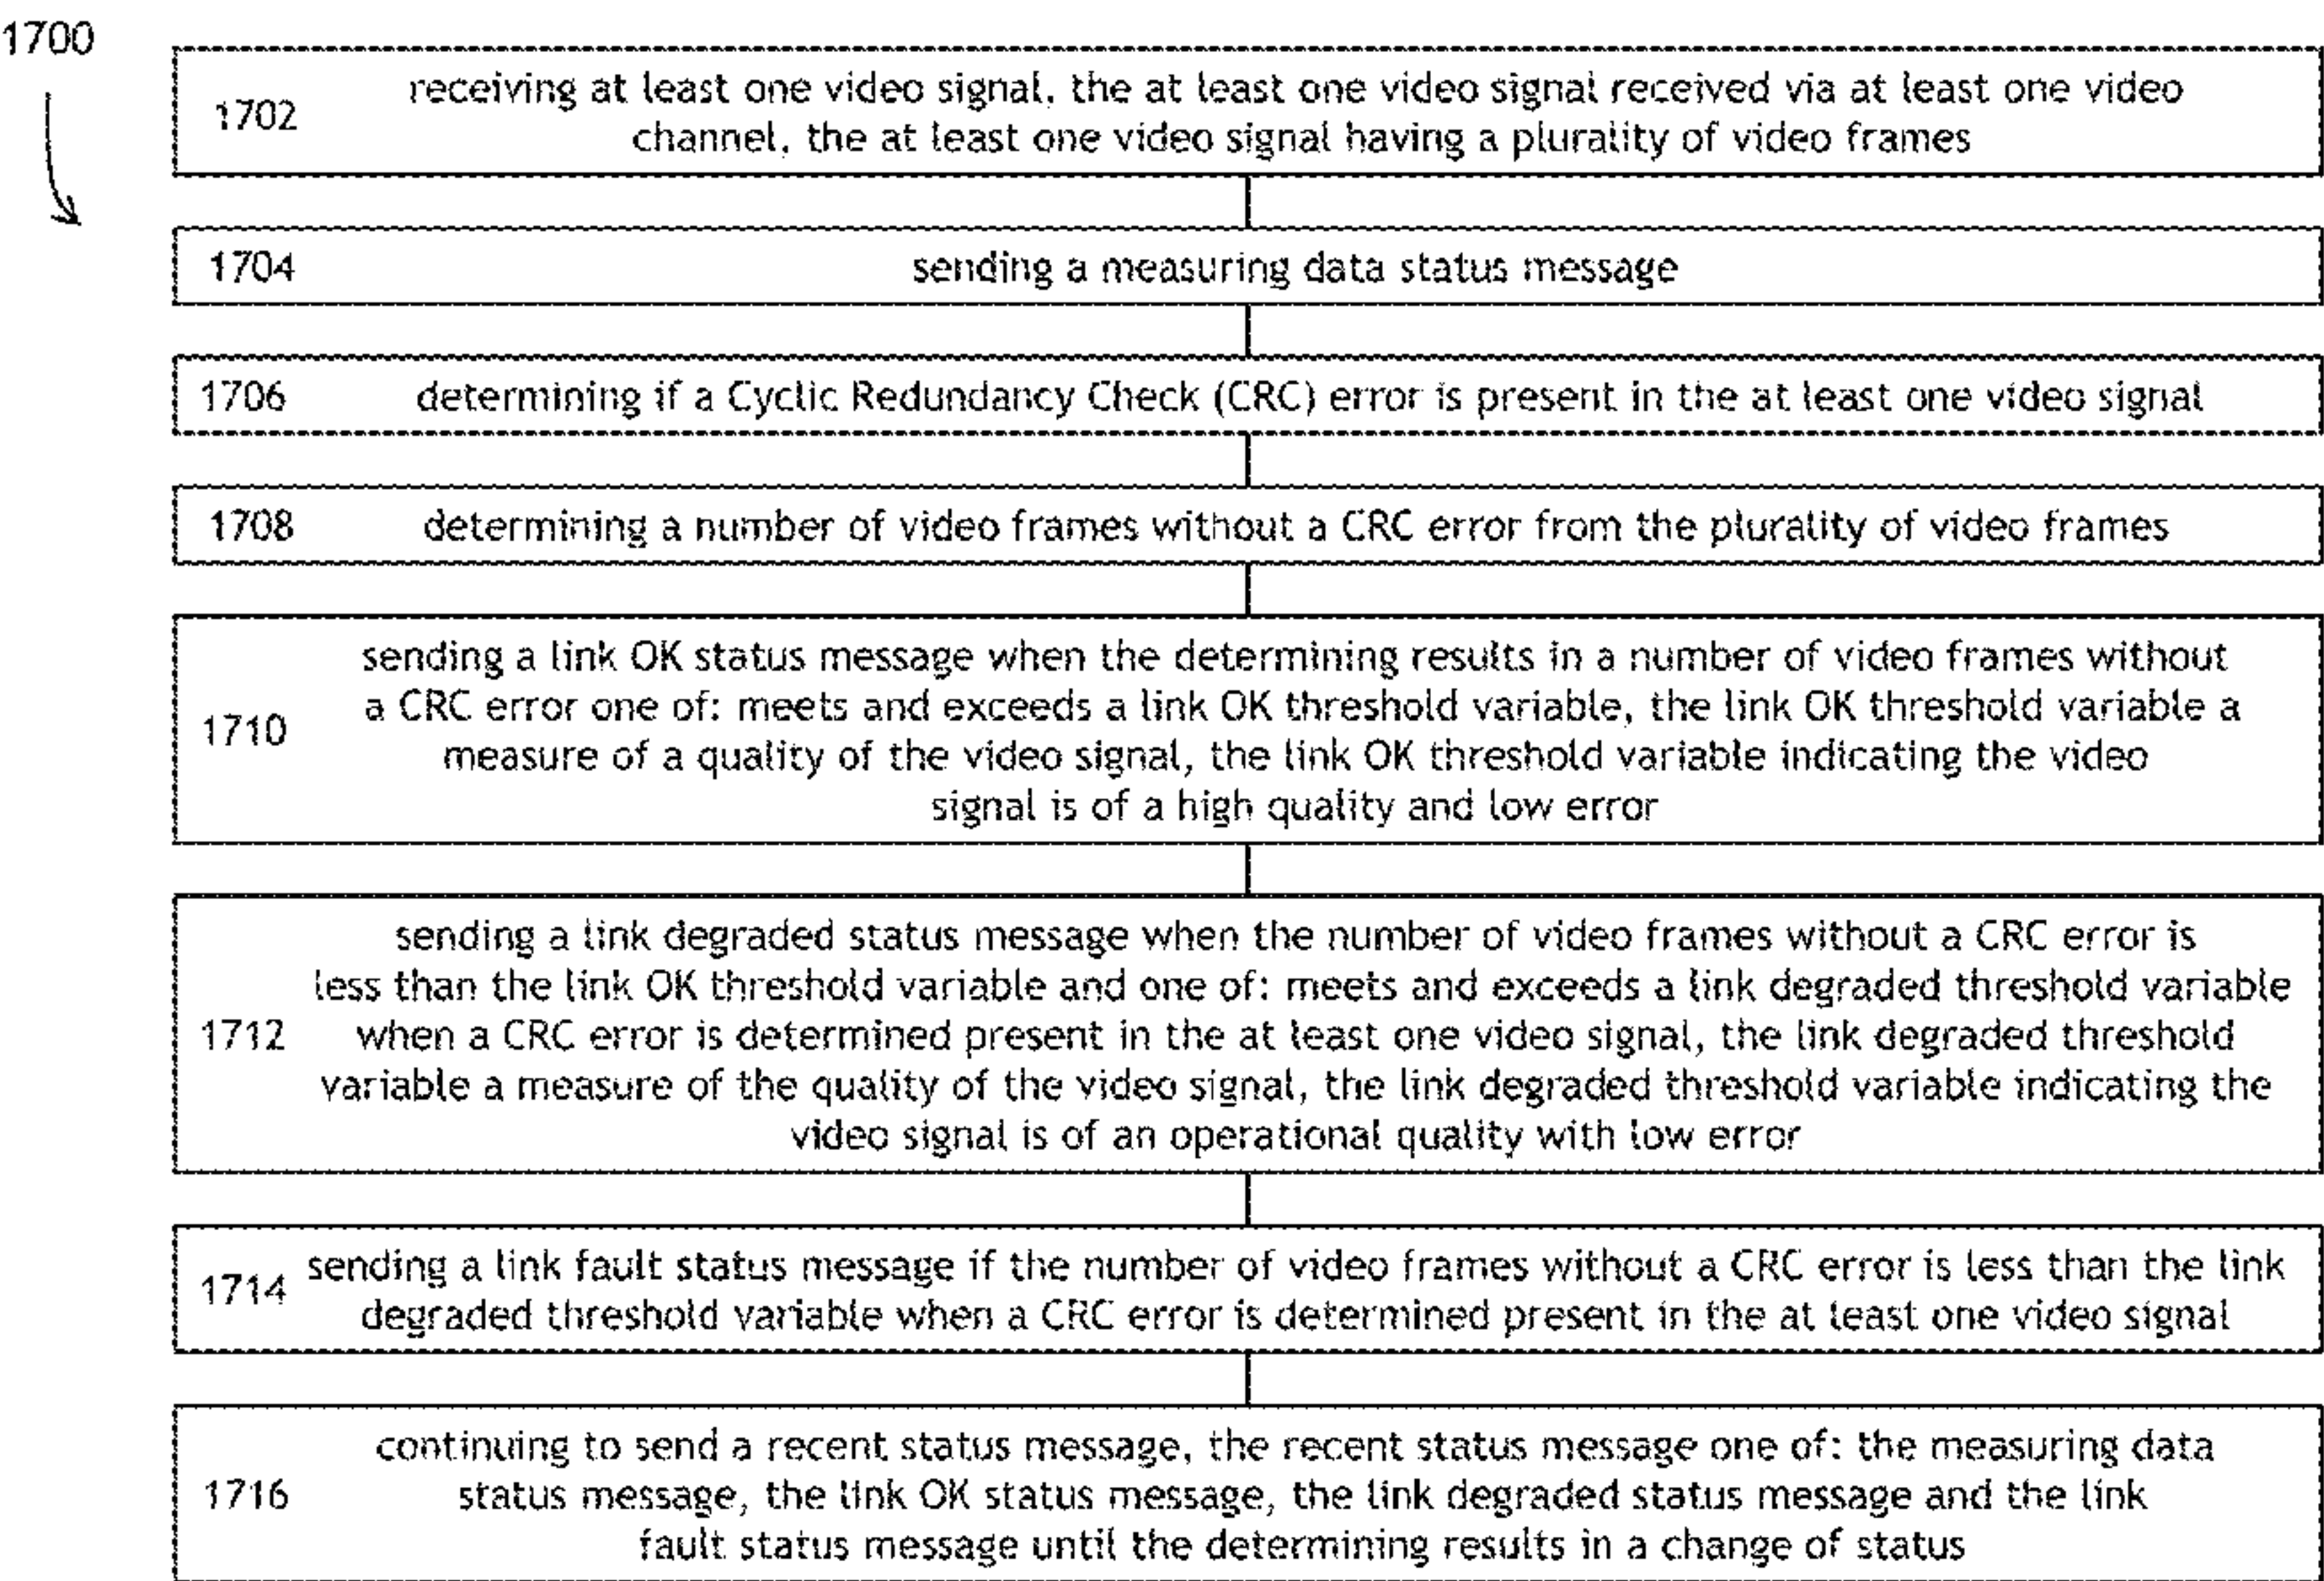 1700
1702
receiving at least one video signal, the at least one video signal received via at least one video
channel, the at least one video signal having a plurality of video frames
1704
sending a measuring data status message
1706
determining if a Cyclic Redundancy Check (CRC) error is present in the at least one video signal
1708
determining a number of video frames without a CRC error from the plurality of video frames
1710
sending a link OK status message when the determining results in a number of video frames without
a CRC error one of: meets and exceeds a link OK threshold variable, the link OK threshold variable a
measure of a quality of the video signal, the link OK threshold variable indicating the video
signal is of a high quality and low error
1712
sending a link degraded status message when the number of video frames without a CRC error is
less than the link OK threshold variable and one of: meets and exceeds a link degraded threshold variable
when a CRC error is determined present in the at least one video signal, the link degraded threshold
variable a measure of the quality of the video signal, the link degraded threshold variable indicating the
video signal is of an operational quality with low error
1714
sending a link fault status message if the number of video frames without a CRC error is less than the link
degraded threshold variable when a CRC error is determined present in the at least one video signal
1716
continuing to send a recent status message, the recent status message one of: the measuring data
status message, the link OK status message, the link degraded status message and the link
fault status message until the determining results in a change of status